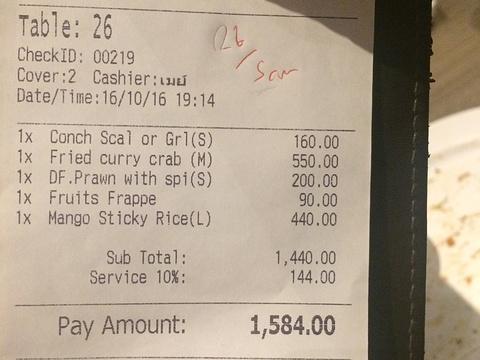 Table: 26
26/
San
CheckID: 00219
Cover:2 Cashier:เมย์
Date/Time:16/10/16 19:14
1x Conch Scal or Grl(S) 160.00
1x Fried curry crab (M) 550.00
1x DF.Prawn with spi(S) 200.00
1x Fruits Frappe 90.00
1x Mango Sticky Rice(L) 440.00
Sub Total: 1,440.00
Service 10%: 144.00
Pay Amount: 1,584.00